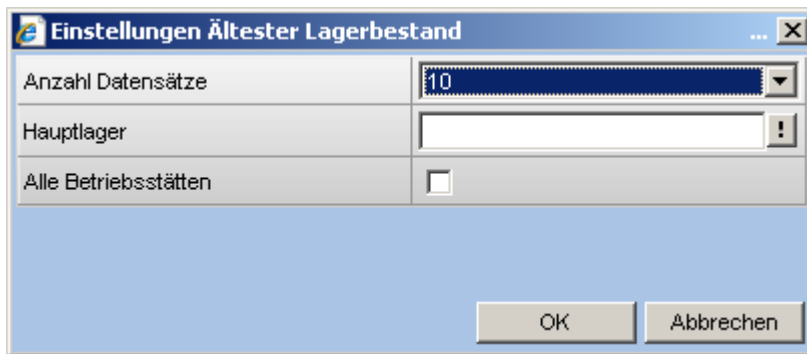 Einstellungen Ältester Lagerbestand ...
Anzahl Datensätze 10
Hauptlager !
Alle Betriebsstätten
OK Abbrechen